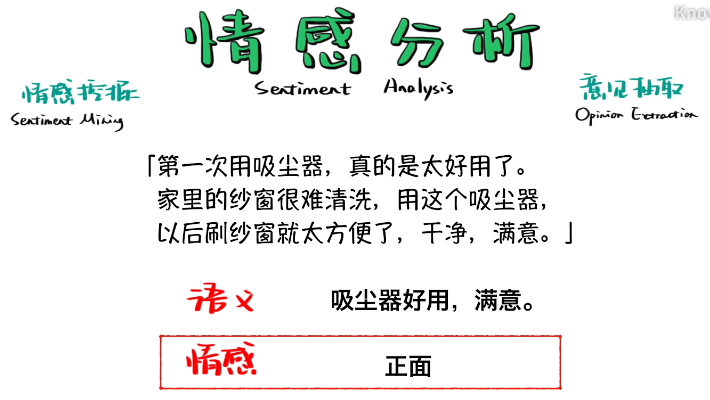 Know
情感分析
Sentiment Analysis
情感挖掘
Sentiment Mining
意见抽取
Opinion Extraction
「第一次用吸尘器，真的是太好用了。
家里的纱窗很难清洗，用这个吸尘器，
以后刷纱窗就太方便了，干净，满意。」
语义 吸尘器好用，满意。
情感 正面